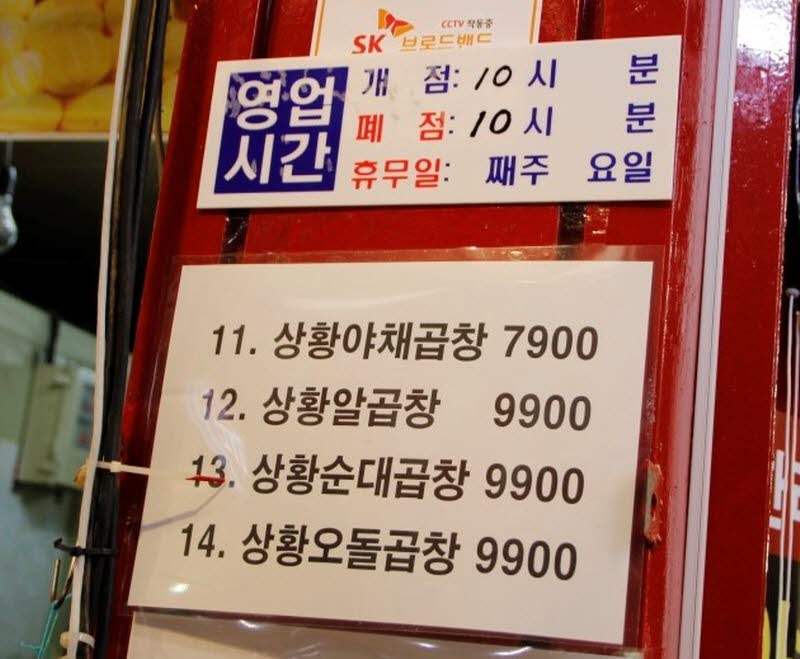 CCTV 작동중
SK 브로드밴드
영업
시간
개 점: 10 시 분
폐 점: 10 시 분
휴무일: 째주 요일
11. 상황야채곱창 7900
12. 상황알곱창 9900
13. 상황순대곱창 9900
14. 상황오돌곱창 9900